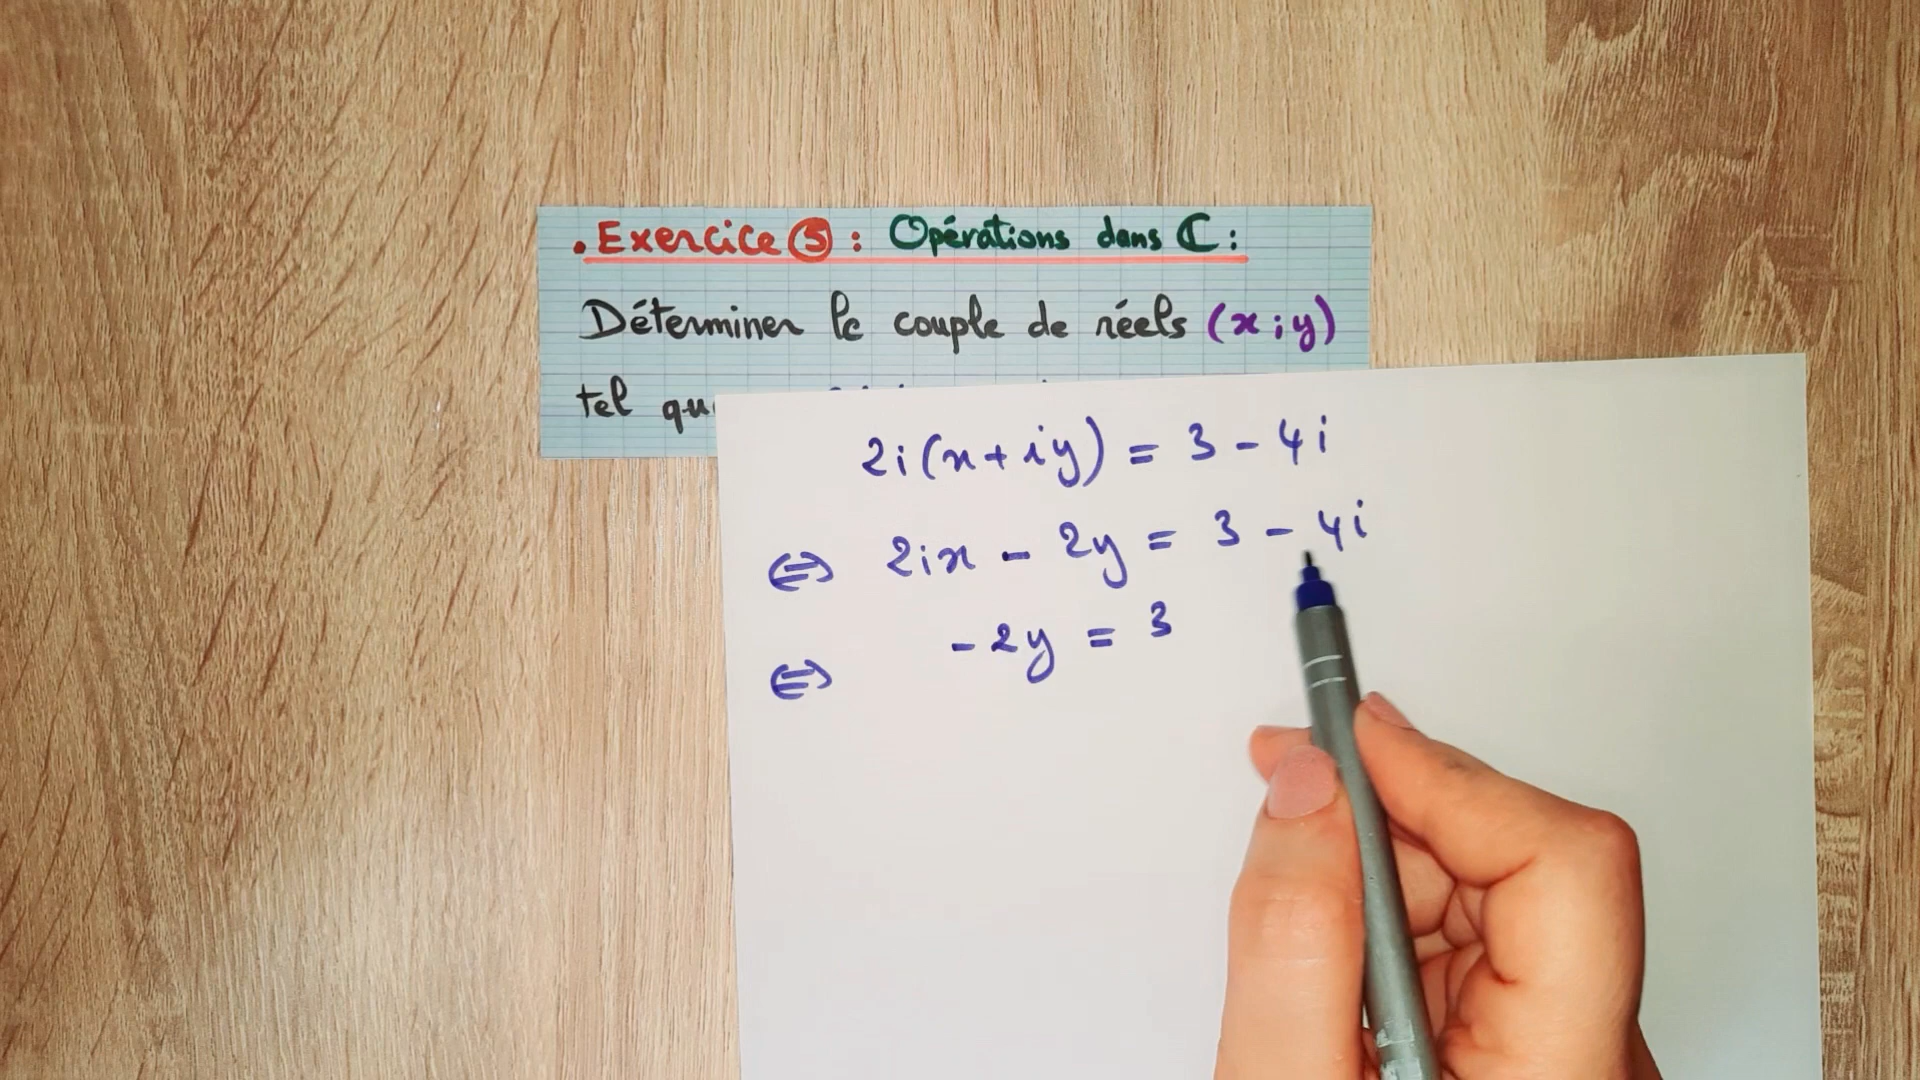 • Exercice 5 : Opérations dans ℂ :
Déterminer le couple de réels (x ; y)
tel que
2i(x+iy) = 3 - 4i
⇔ 2ix - 2y = 3 - 4i
⇔ -2y = 3